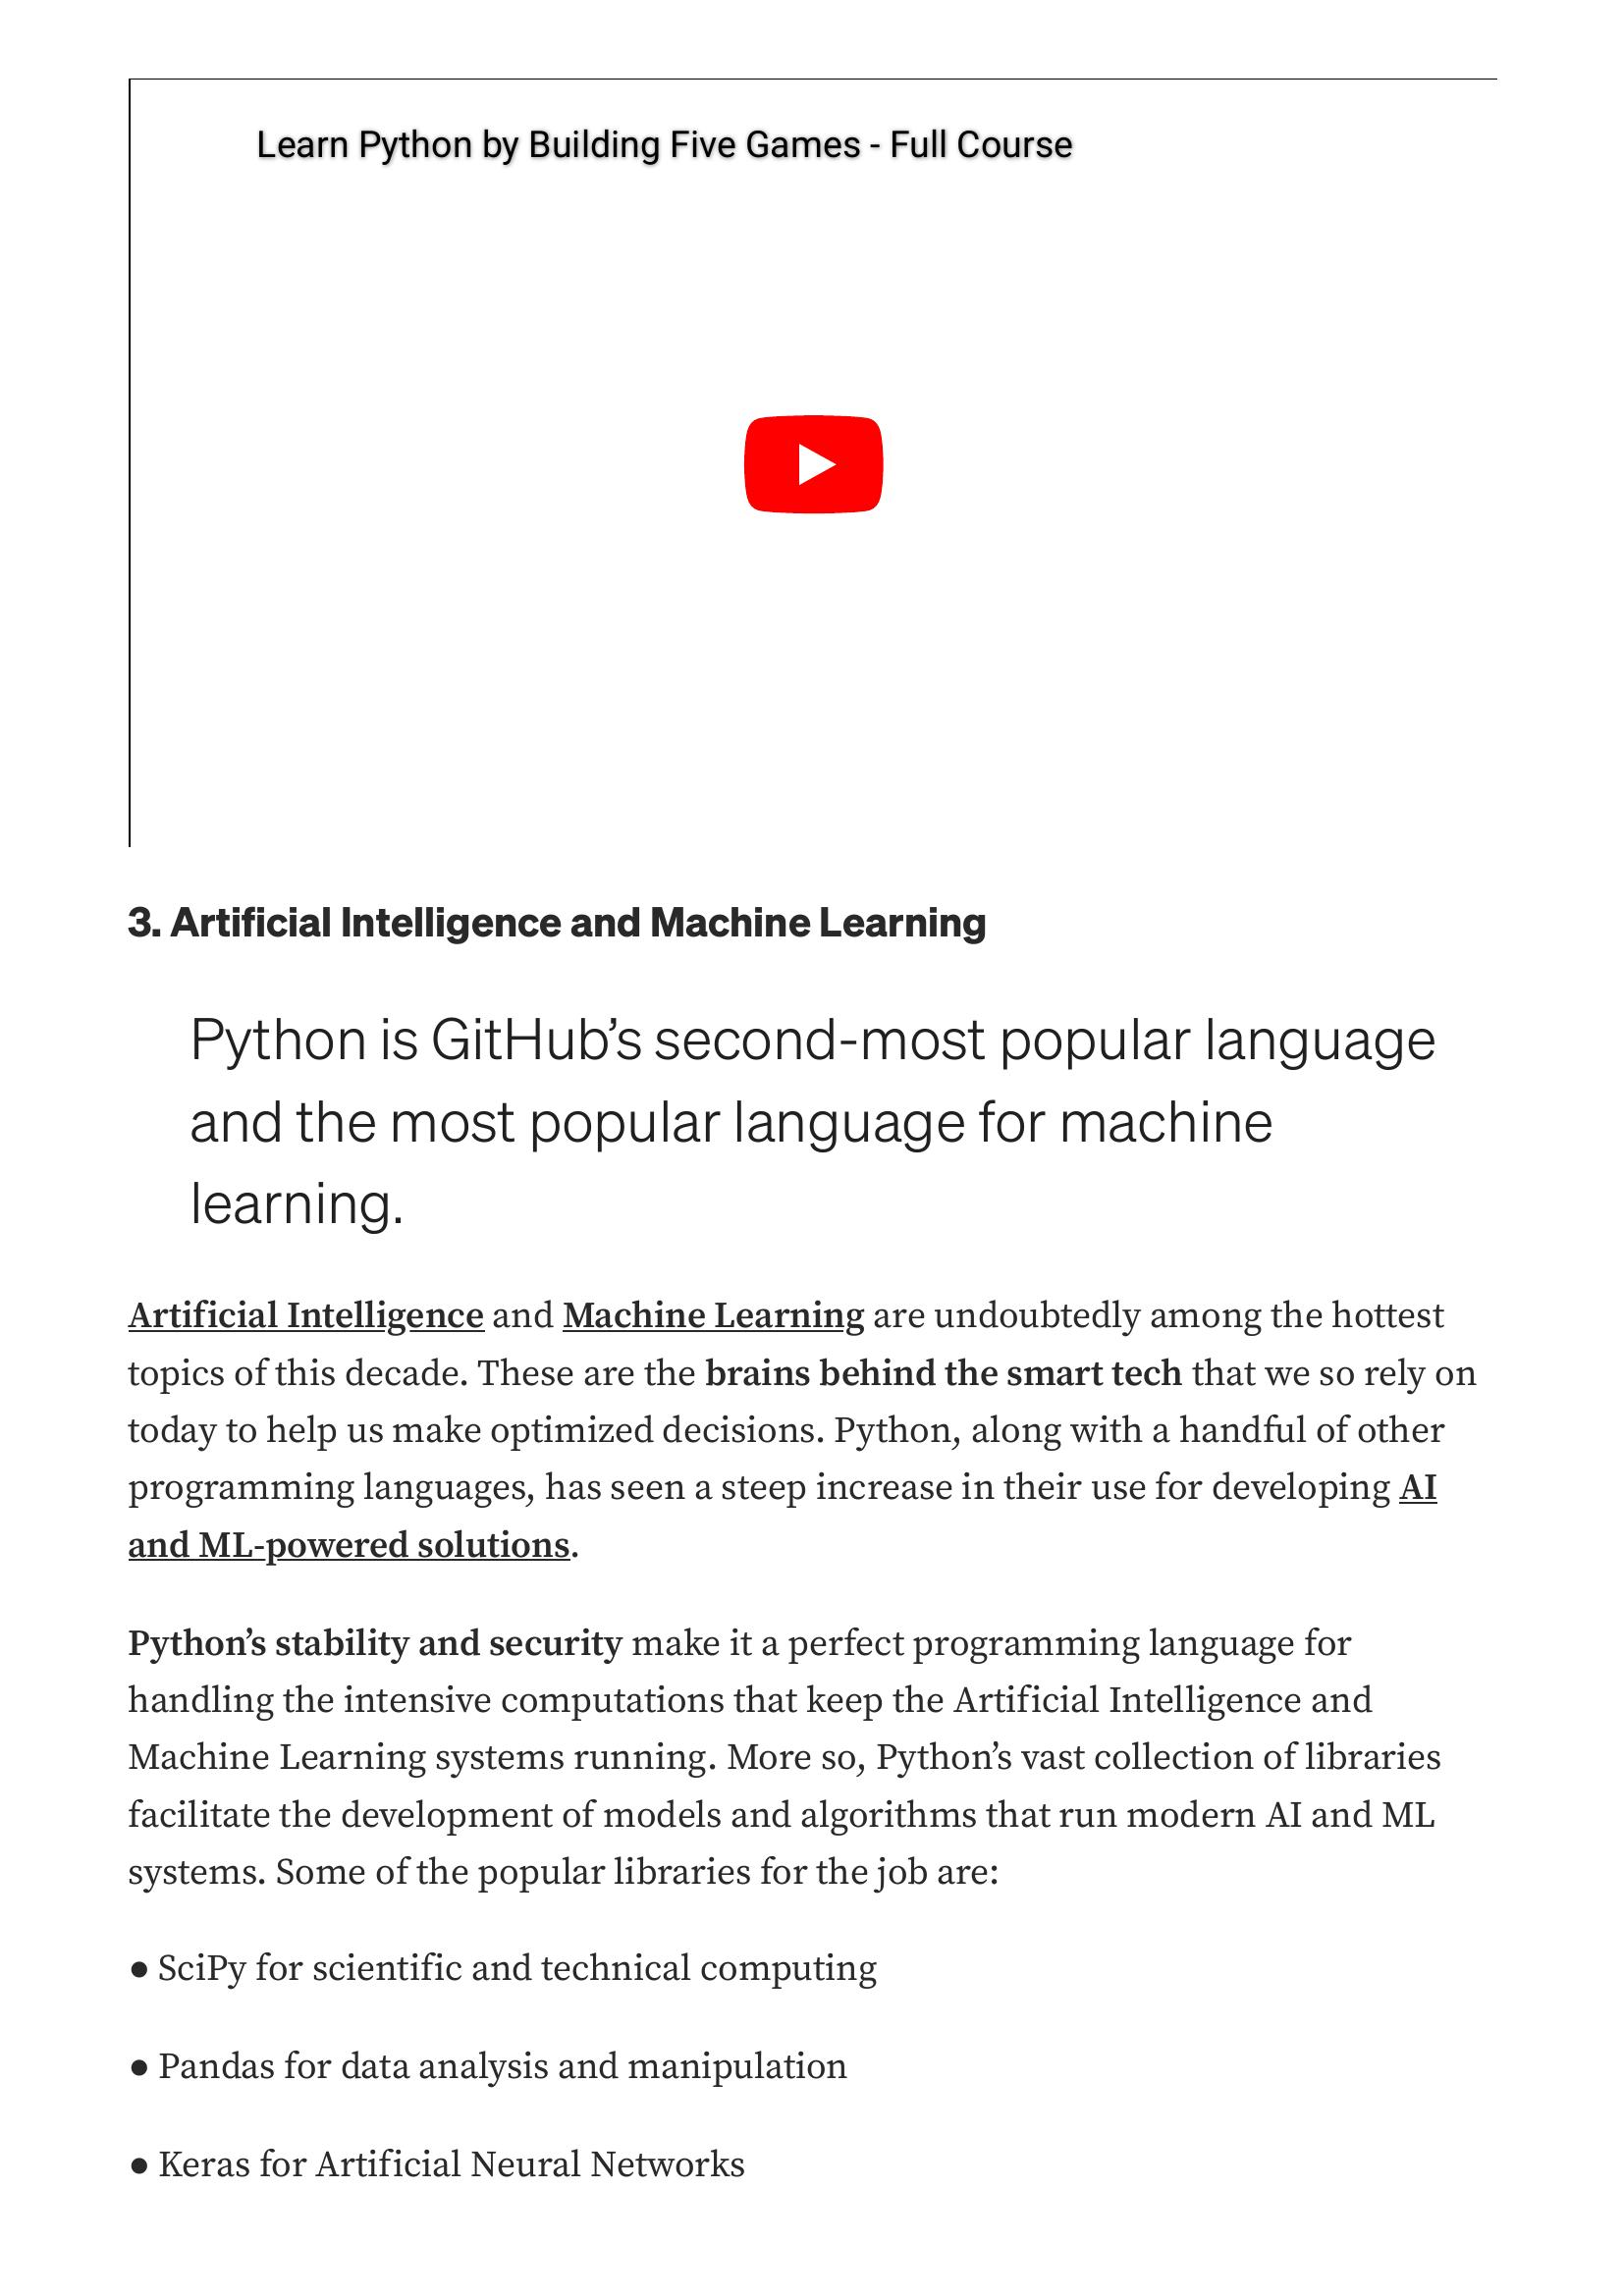 Learn Python by Building Five Games - Full Course
3. Artificial Intelligence and Machine Learning
Python is GitHub’s second-most popular language
and the most popular language for machine
learning.
Artificial Intelligence and Machine Learning are undoubtedly among the hottest
topics of this decade. These are the brains behind the smart tech that we so rely on
today to help us make optimized decisions. Python, along with a handful of other
programming languages, has seen a steep increase in their use for developing AI
and ML-powered solutions.
Python’s stability and security make it a perfect programming language for
handling the intensive computations that keep the Artificial Intelligence and
Machine Learning systems running. More so, Python’s vast collection of libraries
facilitate the development of models and algorithms that run modern AI and ML
systems. Some of the popular libraries for the job are:
● SciPy for scientific and technical computing
● Pandas for data analysis and manipulation
● Keras for Artificial Neural Networks